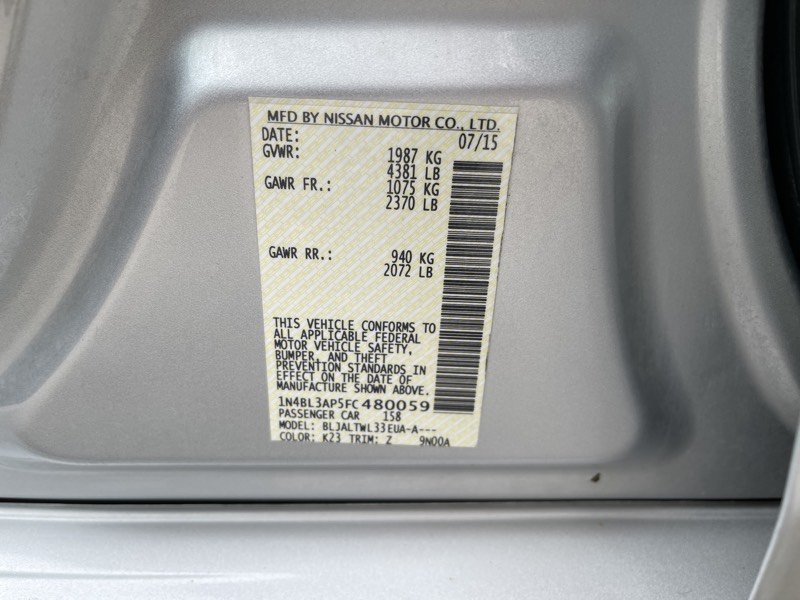 MFD BY NISSAN MOTOR CO., LTD.
DATE: 07/15
GVWR: 1987 KG
4381 LB
GAWR FR.: 1075 KG
2370 LB
GAWR RR.: 940 KG
2072 LB
THIS VEHICLE CONFORMS TO
ALL APPLICABLE FEDERAL
MOTOR VEHICLE SAFETY,
BUMPER, AND THEFT
PREVENTION STANDARDS IN
EFFECT ON THE DATE OF
MANUFACTURE SHOWN ABOVE.
1N4BL3AP5FC480059
PASSENGER CAR 158
MODEL: BLJALTWL33EUA-A---
COLOR: K23 TRIM: Z 9N00A